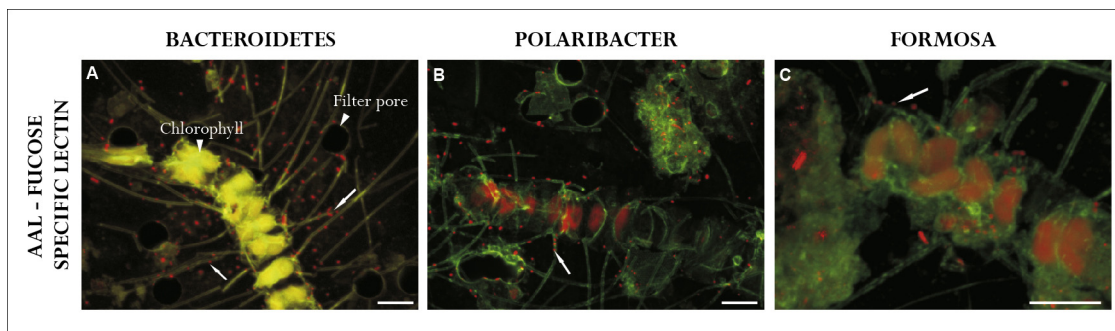 BACTEROIDETES
POLARIBACTER
FORMOSA
AAL - FUCOSE
SPECIFIC LECTIN
A
Filter pore
Chlorophyll
B
C